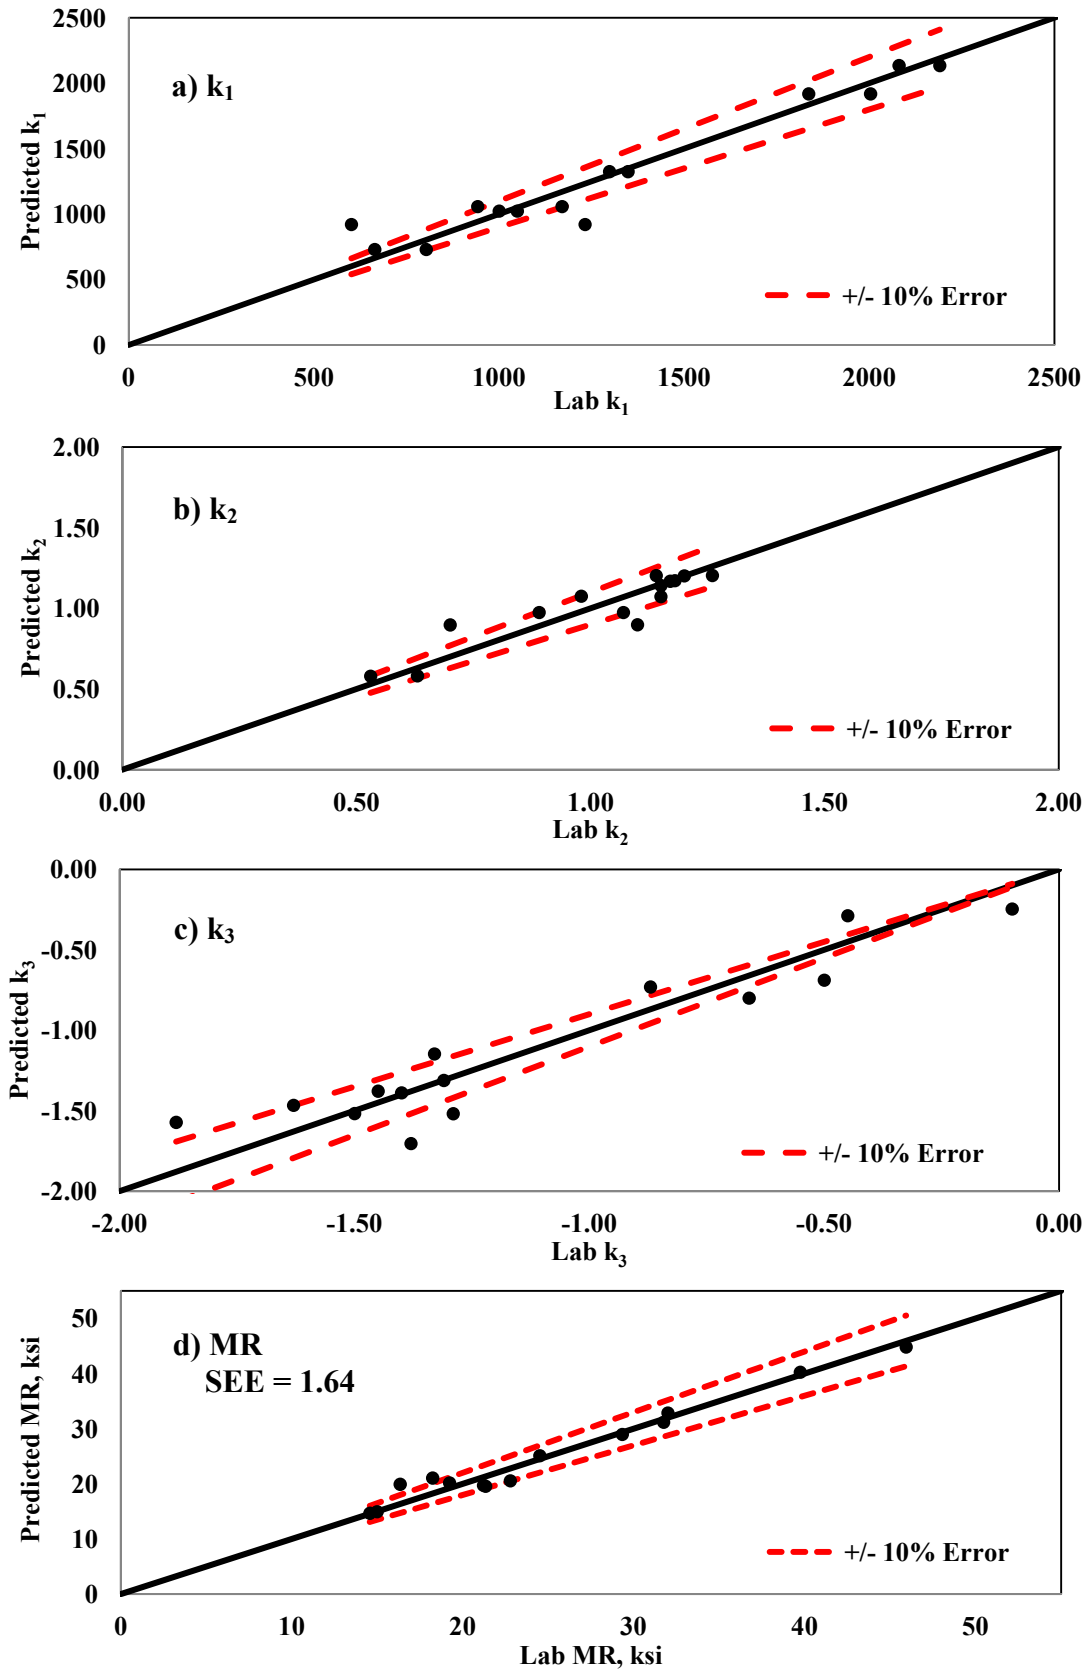 2500
2000
1500
1000
500
0
Predicted k₁
a) k₁
+/- 10% Error
0 500 1000 1500 2000 2500
Lab k₁
2.00
1.50
1.00
0.50
0.00
Predicted k₂
b) k₂
+/- 10% Error
0.00 0.50 1.00 1.50 2.00
Lab k₂
0.00
-0.50
-1.00
-1.50
-2.00
Predicted k₃
c) k₃
+/- 10% Error
-2.00 -1.50 -1.00 -0.50 0.00
Lab k₃
50
40
30
20
10
0
Predicted MR, ksi
d) MR
SEE = 1.64
+/- 10% Error
0 10 20 30 40 50
Lab MR, ksi